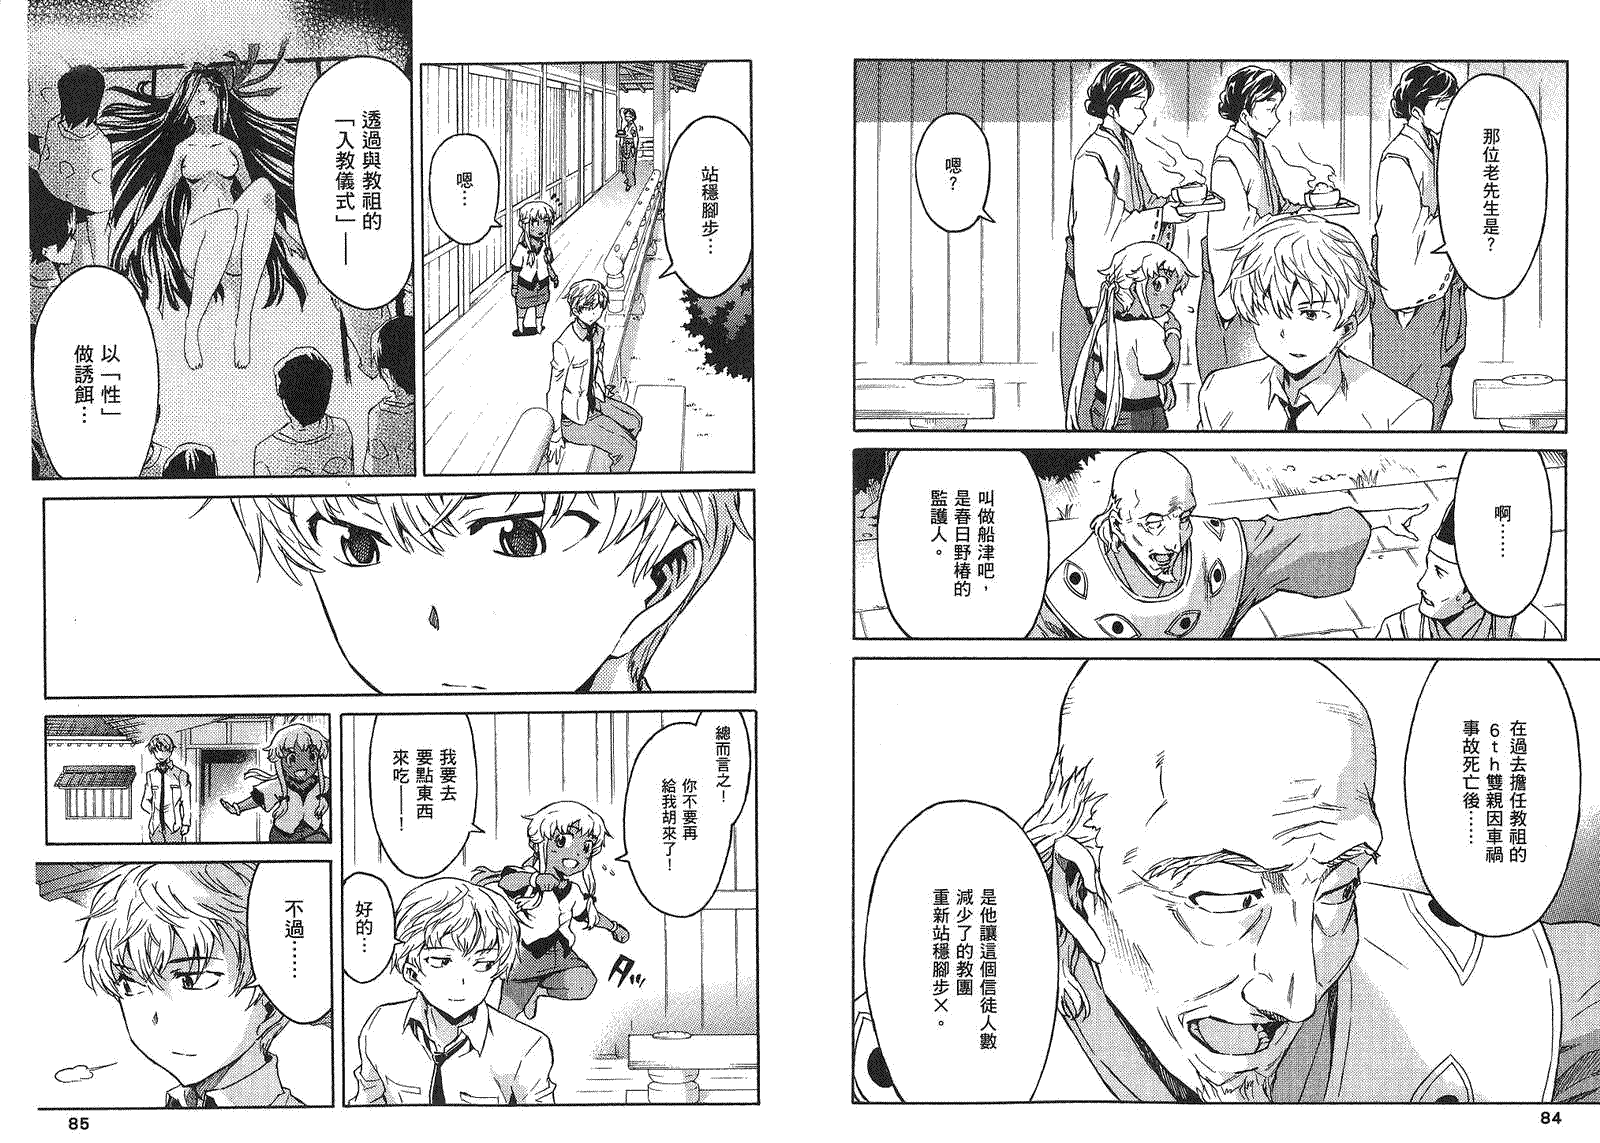 那位老先生是？
嗯？
啊……
叫做船津吧，
是春日野椿的
監護人。
在過去擔任教祖的
6th雙親因車禍
事故死亡後……
是他讓這個信徒人數
減少了的教團
重新站穩腳步×。
84
站穩腳步…
嗯…
透過與教祖的
「入教儀式」——
以「性」
做誘餌…
總而言之！
你不要再
給我胡來了！
我要去
要點東西
來吃——！
好的…
タッ
不過……
85